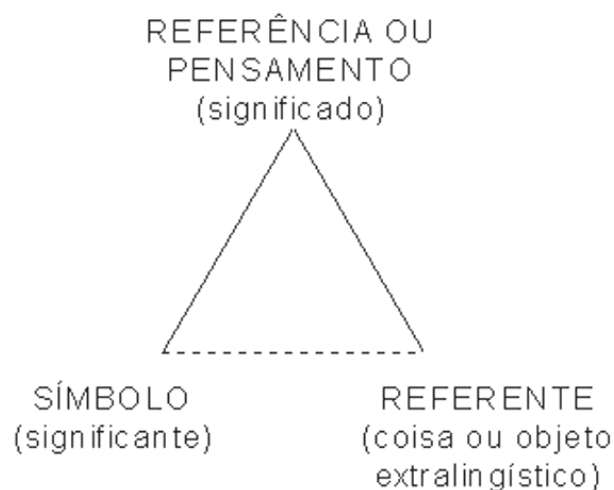 REFERÊNCIA OU
PENSAMENTO
(significado)
SÍMBOLO
(significante)
REFERENTE
(coisa ou objeto
extralingístico)